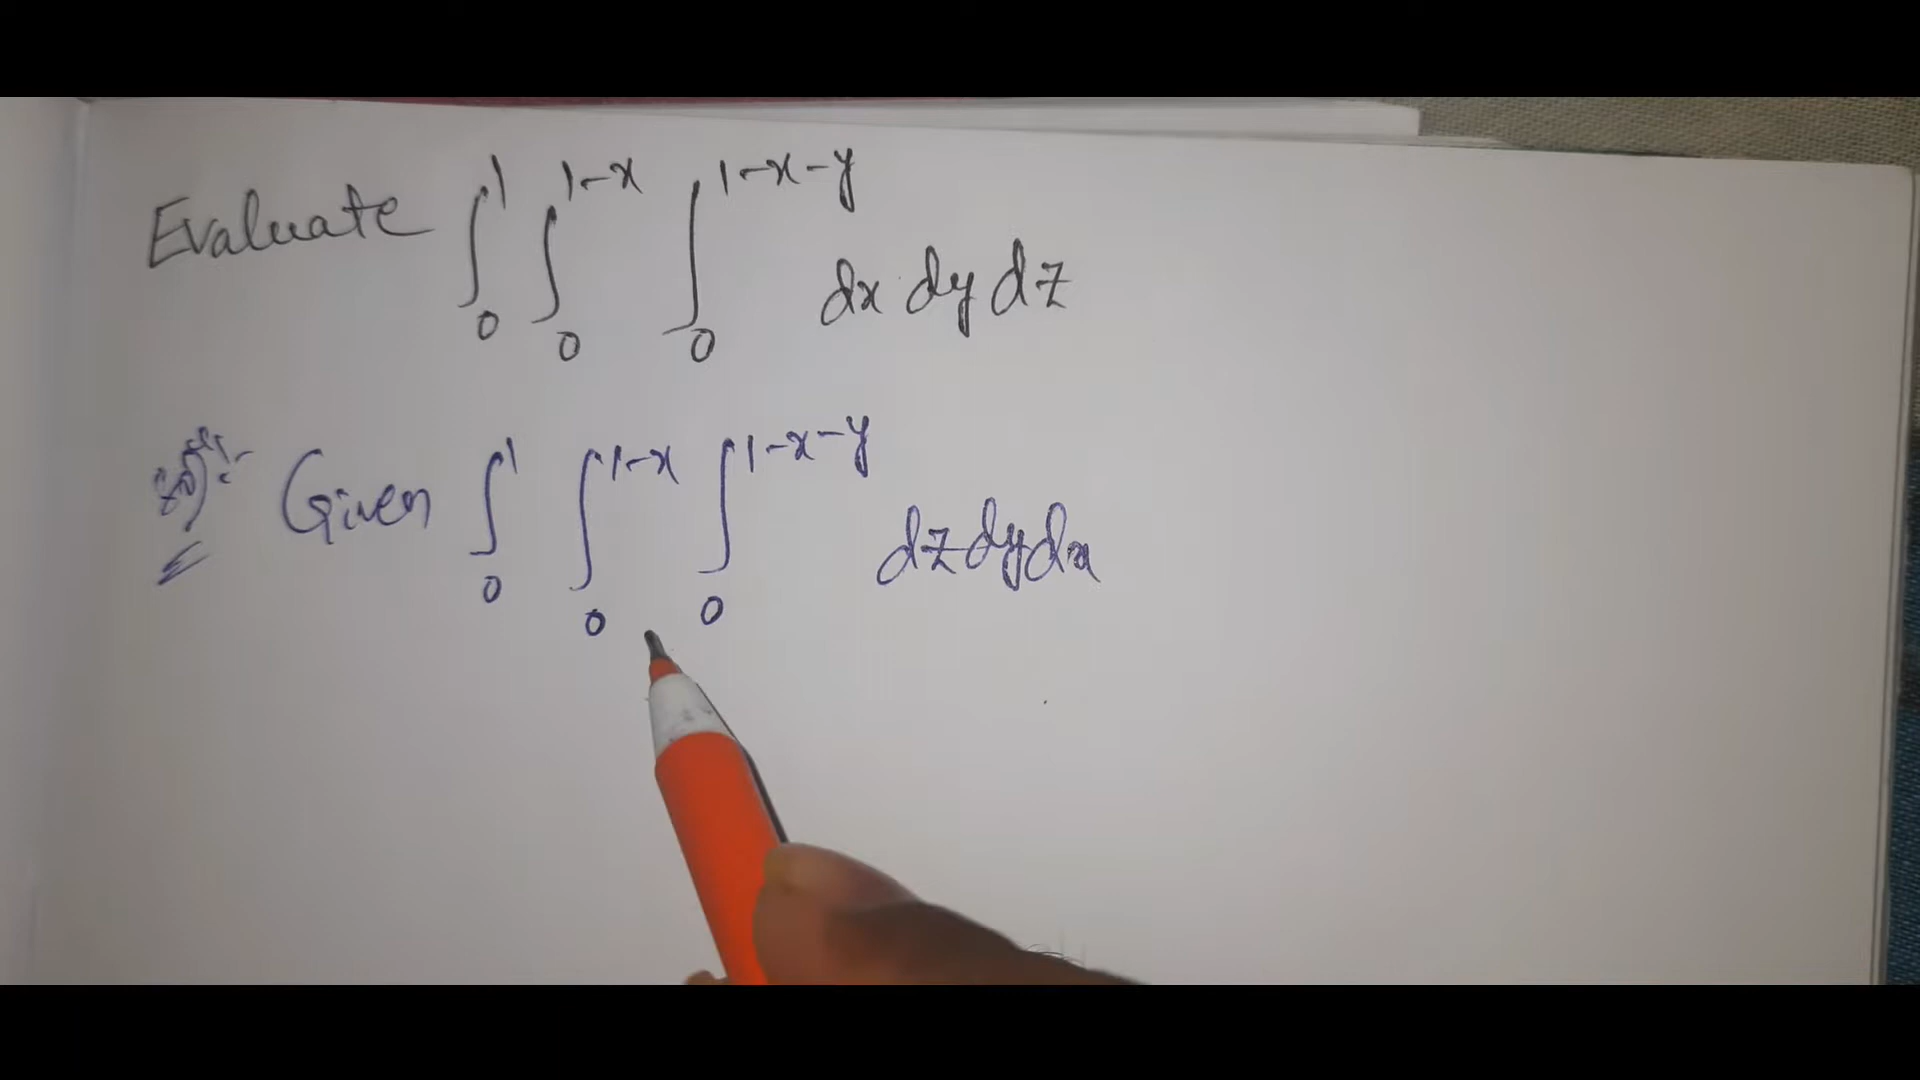 Evaluate ∫₀¹ ∫₀^{1-x} ∫₀^{1-x-y} dx dy dz
Given ∫₀¹ ∫₀^{1-x} ∫₀^{1-x-y} dz dy dx